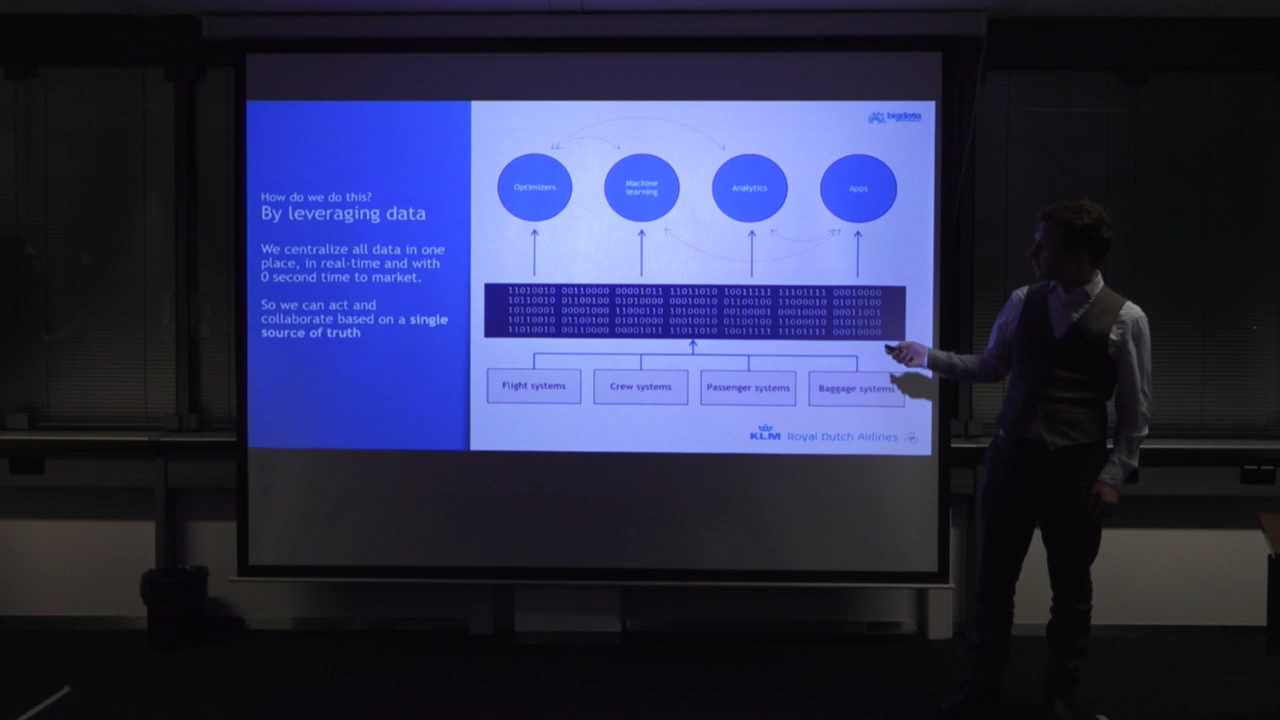 How do we do this?
By leveraging data
We centralize all data in one
place, in real-time and with
0 second time to market.
So we can act and
collaborate based on a single
source of truth
bigdata
Optimizers
Machine
learning
Analytics
Apps
11010010 00110000 00001011 11011010 10011111 11101111 00010000
10110010 01100100 01010000 00010010 01100100 11000010 01010100
10100001 00001000 11000110 10100010 00100001 00010000 00011001
10110010 01100100 01010000 00010010 01100100 11000010 01010100
11010010 00110000 00001011 11011010 10011111 11101111 00010000
Flight systems
Crew systems
Passenger systems
Baggage systems
KLM Royal Dutch Airlines